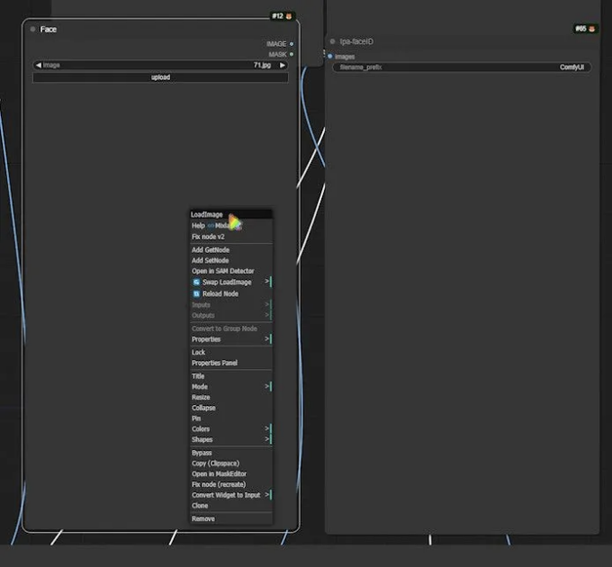 #12
Face
IMAGE
MASK
image 71.jpg
upload
#65
Ipa-faceID
images
filename_prefix ComfyUI
LoadImage
Help
Fix node v2
Add GetNode
Add SetNode
Open in SAM Detector
Swap LoadImage >
Reload Node
Inputs >
Outputs >
Convert to Group Node
Properties >
Lock
Properties Panel
Title
Mode >
Resize
Collapse
Pin
Colors >
Shapes >
Bypass
Copy (Clipspace)
Open in MaskEditor
Fix node (recreate)
Convert Widget to Input >
Clone
Remove